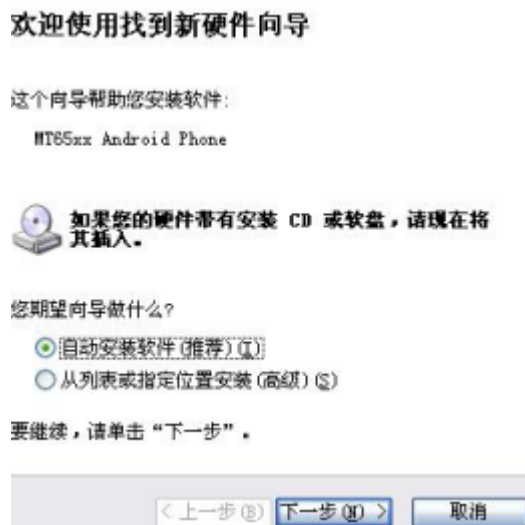 欢迎使用找到新硬件向导
这个向导帮助您安装软件:
MT65xx Android Phone
如果您的硬件带有安装 CD 或软盘，请现在将
其插入。
您期望向导做什么?
自动安装软件(推荐)(I)
从列表或指定位置安装(高级)(S)
要继续，请单击“下一步”。
< 上一步(B) 下一步(N) > 取消